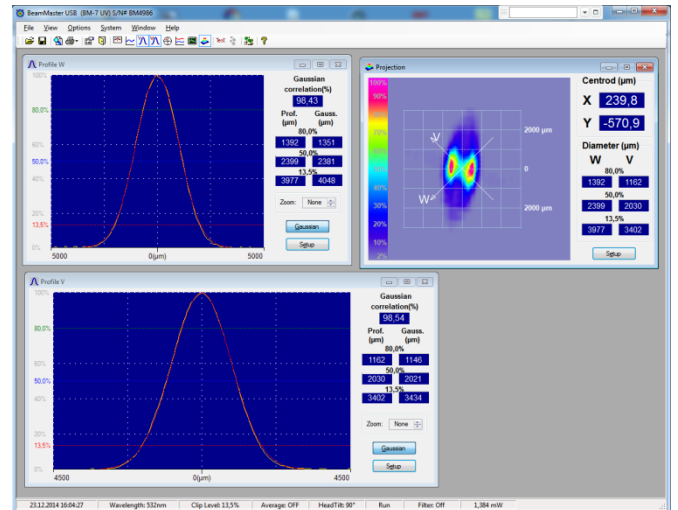 BeamMaster USB (BM-7 UV) S/N# BM4986
File View Options System Window Help
Profile W
100%
80,0%
60%
50,0%
40%
20%
13,5%
0%
5000 0(µm) 5000
Gaussian
correlation(%)
98,43
Prof. Gauss.
(µm) (µm)
80,0%
1392 1351
50,0%
2399 2381
13,5%
3977 4048
Zoom: None
Gaussian
Setup
Projection
100%
90%
70%
40%
30%
20%
10%
V
W
2000 µm
0
2000 µm
Centroid (µm)
X 239,8
Y -570,9
Diameter (µm)
W V
80,0%
1392 1162
50,0%
2399 2030
13,5%
3977 3402
Setup
Profile V
100%
80,0%
60%
50,0%
40%
20%
13,5%
0%
4500 0(µm) 4500
Gaussian
correlation(%)
98,54
Prof. Gauss.
(µm) (µm)
80,0%
1162 1146
50,0%
2030 2021
13,5%
3402 3434
Zoom: None
Gaussian
Setup
23.12.2014 16:04:27 Wavelength: 532nm Clip Level: 13,5% Average: OFF HeadTilt: 90° Run Filter: Off 1,384 mW